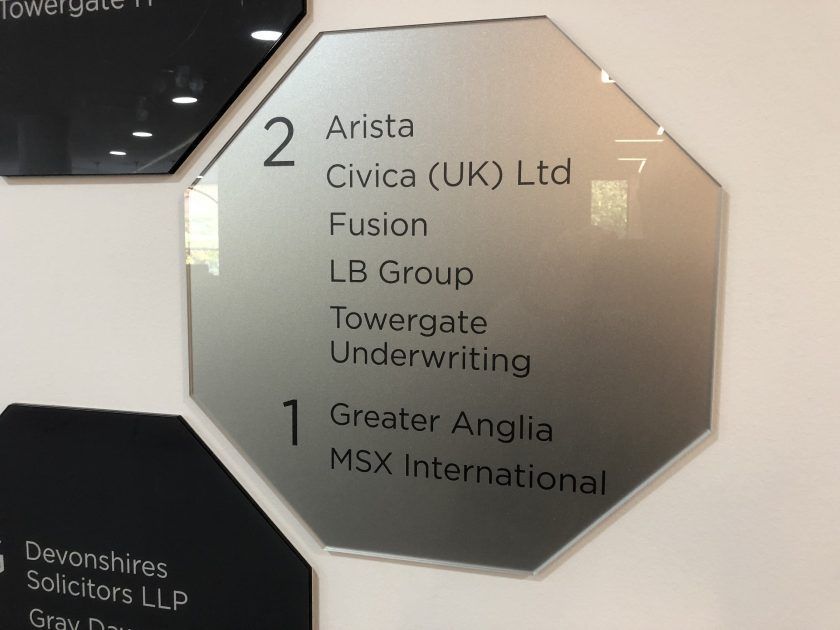 Towergate
2 Arista
Civica (UK) Ltd
Fusion
LB Group
Towergate
Underwriting
1 Greater Anglia
MSX International
Devonshires
Solicitors LLP
Gray